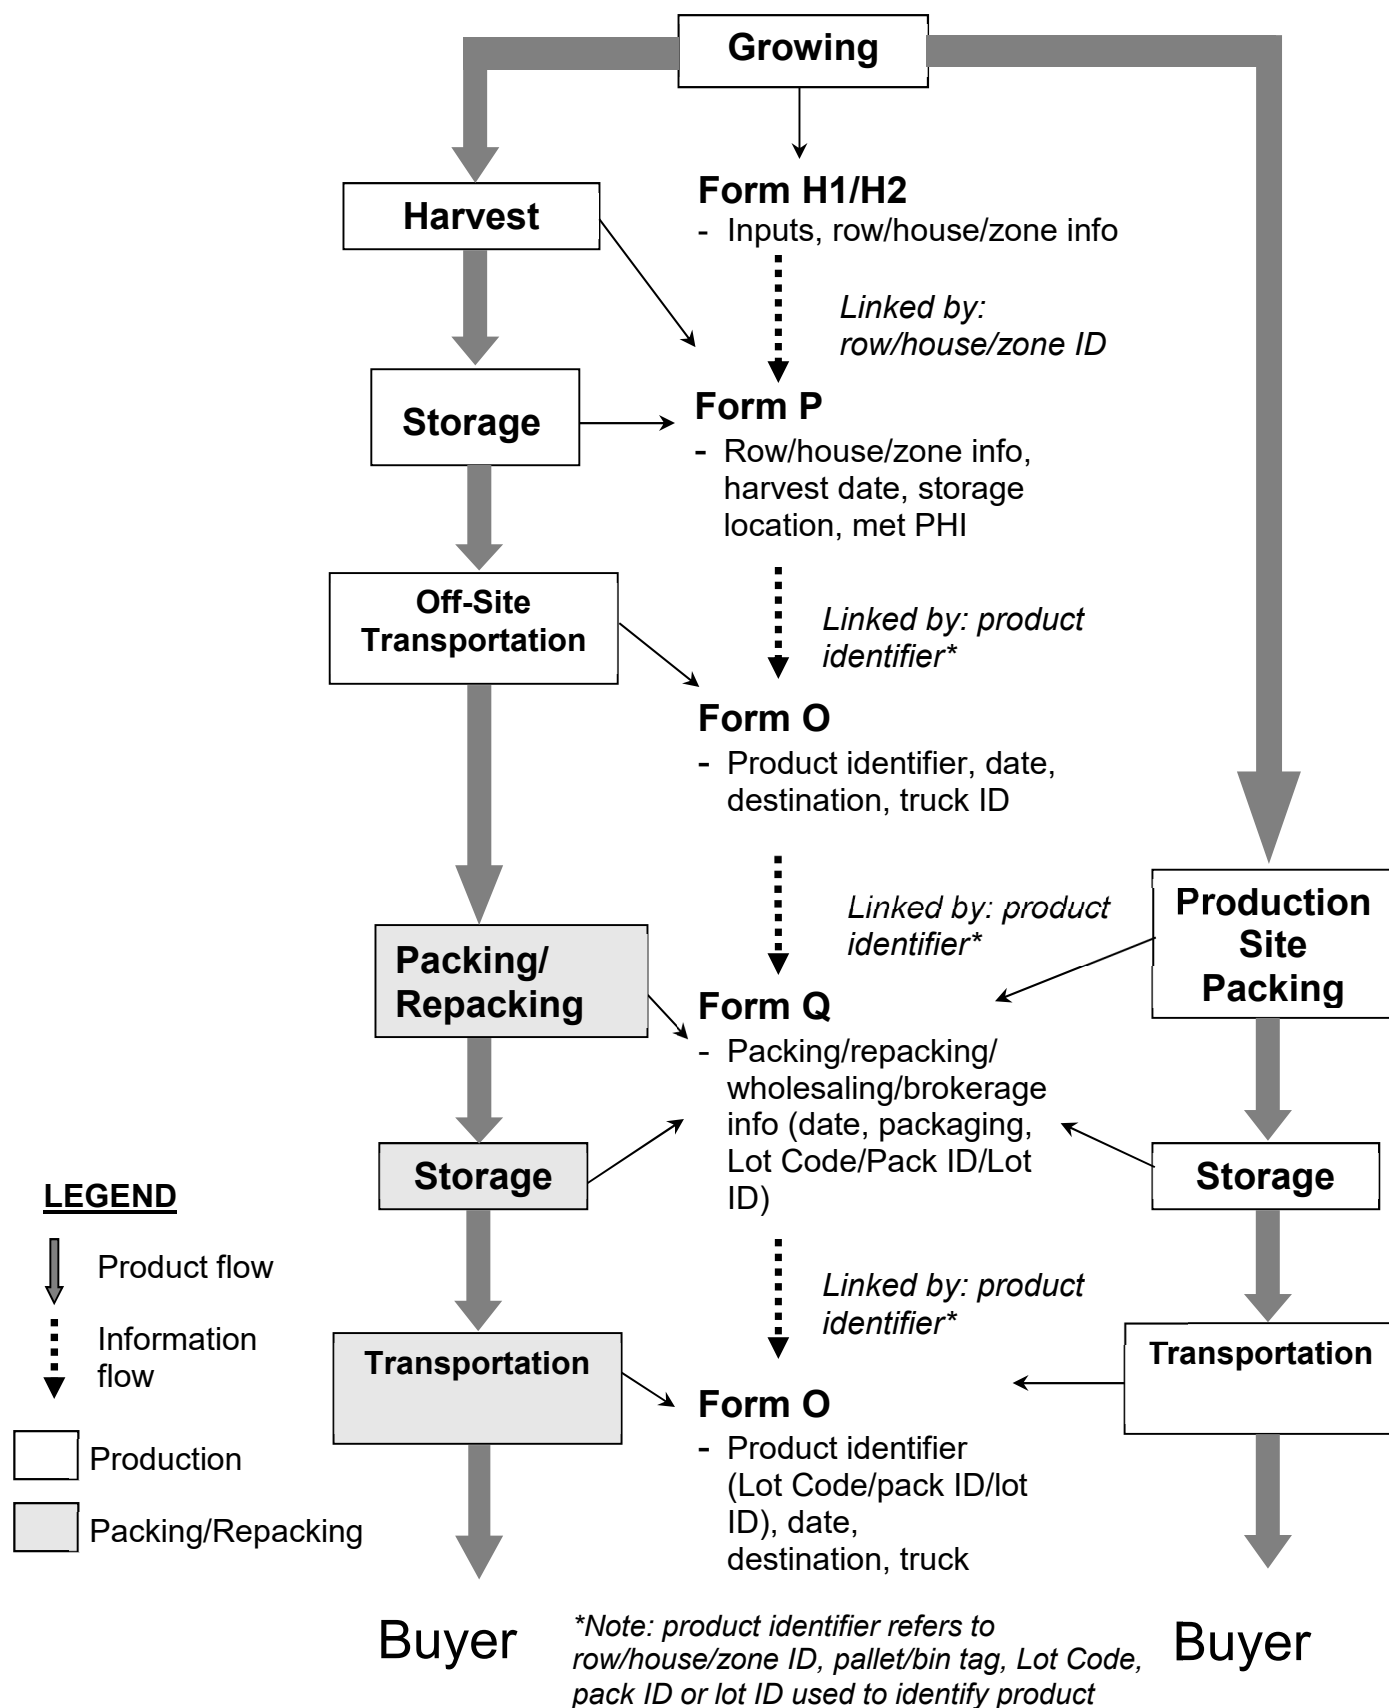 Growing
Form H1/H2
- Inputs, row/house/zone info
Harvest
Linked by:
row/house/zone ID
Storage
Form P
- Row/house/zone info,
harvest date, storage
location, met PHI
Off-Site
Transportation
Linked by: product
identifier*
Form O
- Product identifier, date,
destination, truck ID
Linked by: product
identifier*
Production
Site
Packing
Packing/
Repacking
Form Q
- Packing/repacking/
wholesaling/brokerage
info (date, packaging,
Lot Code/Pack ID/Lot
ID)
Storage
Storage
LEGEND
Product flow
Information
flow
Production
Packing/Repacking
Linked by: product
identifier*
Transportation
Transportation
Form O
- Product identifier
(Lot Code/pack ID/lot
ID), date,
destination, truck
Buyer
Buyer
*Note: product identifier refers to
row/house/zone ID, pallet/bin tag, Lot Code,
pack ID or lot ID used to identify product